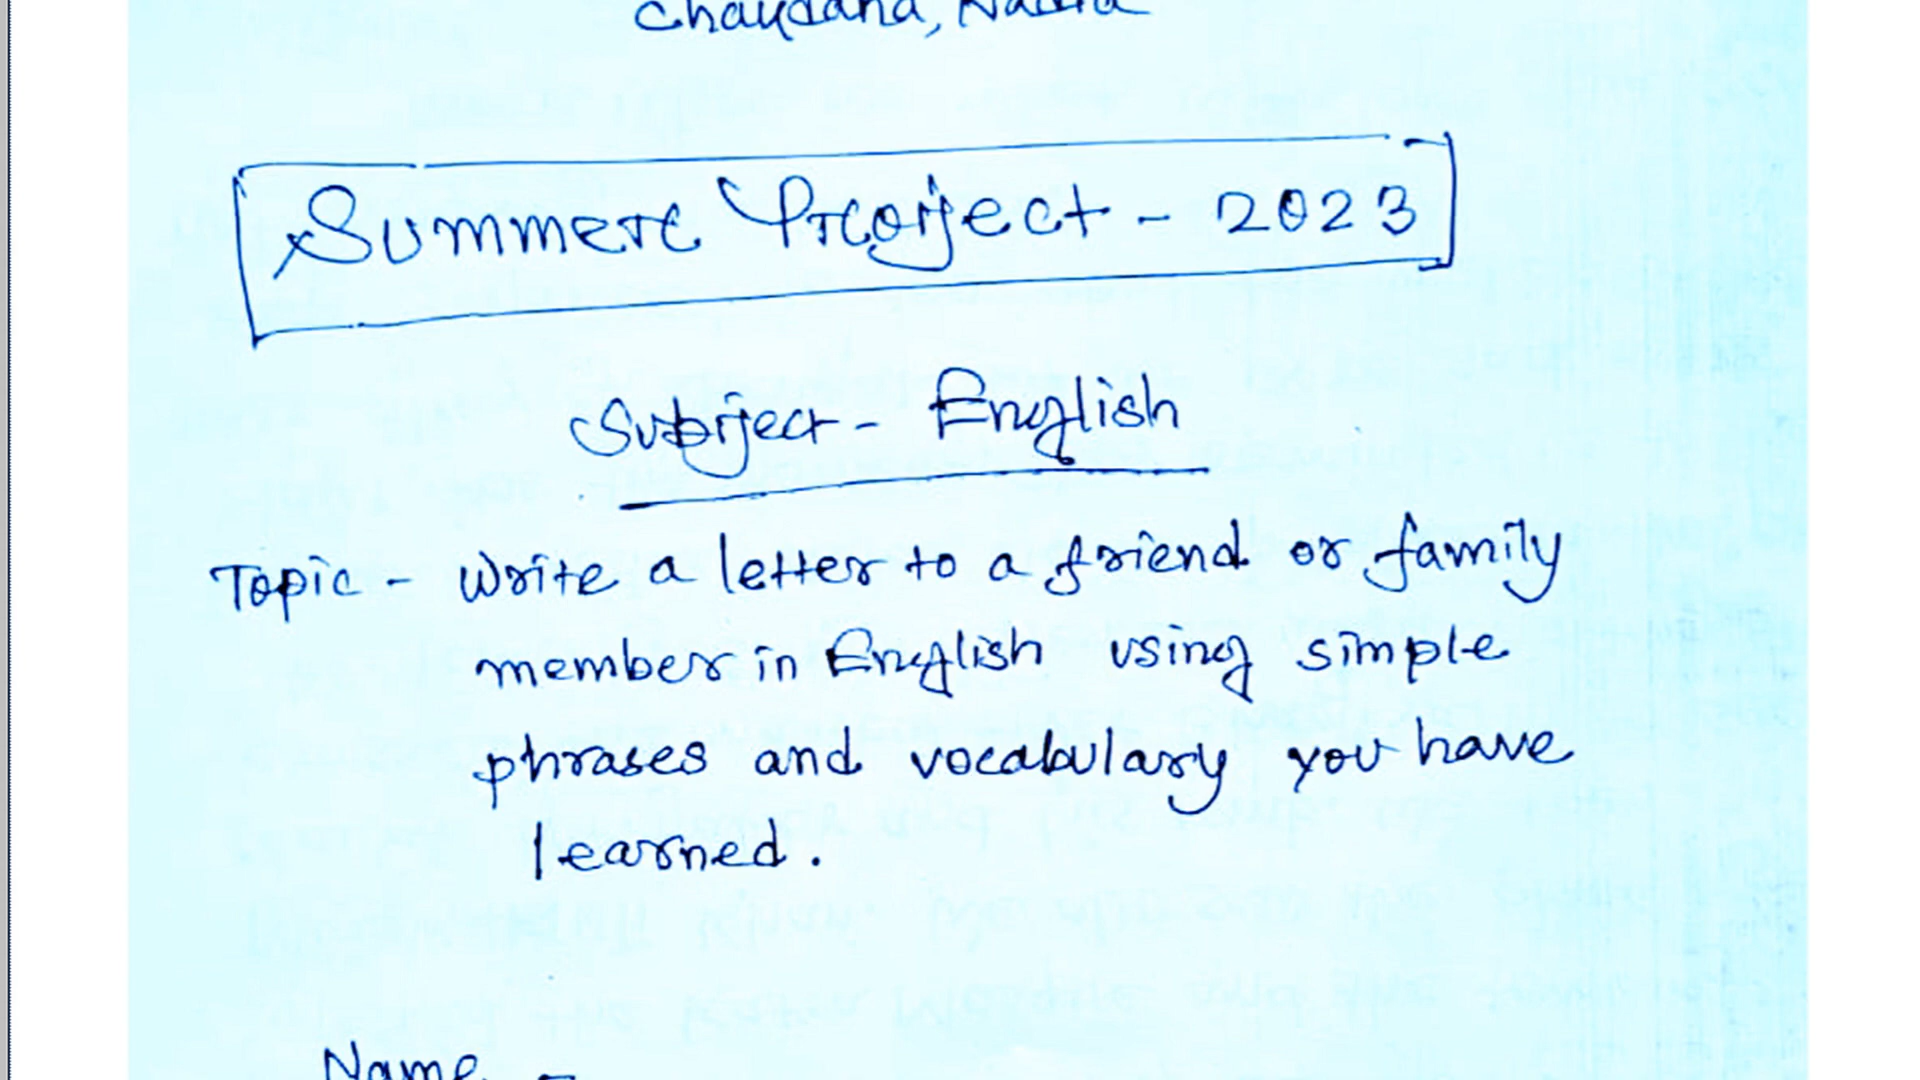 Summer Project - 2023
Subject - English
Topic - Write a letter to a friend or family
member in English using simple
phrases and vocabulary you have
learned.
Name -